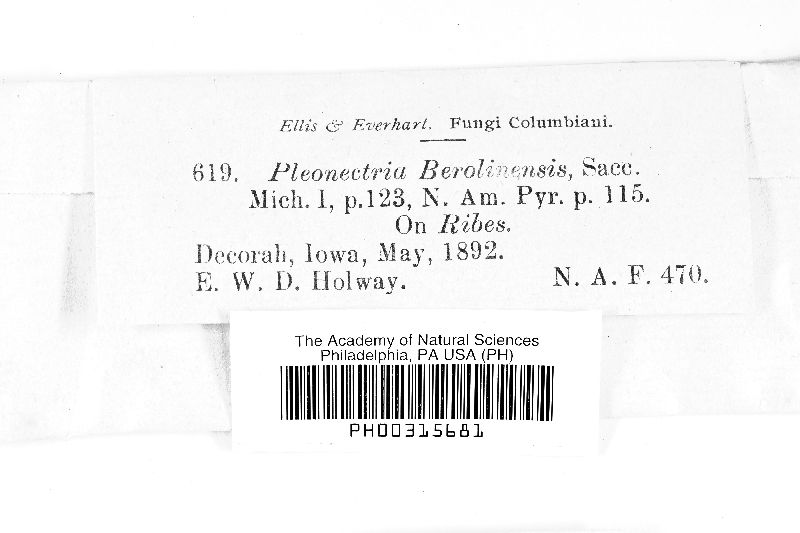 Ellis & Everhart. Fungi Columbiani.
619. Pleonectria Berolinensis, Sacc.
Mich. I, p.123, N. Am. Pyr. p. 115.
On Ribes.
Decorah, Iowa, May, 1892.
E. W. D. Holway. N. A. F. 470.
The Academy of Natural Sciences
Philadelphia, PA USA (PH)
PH00315681